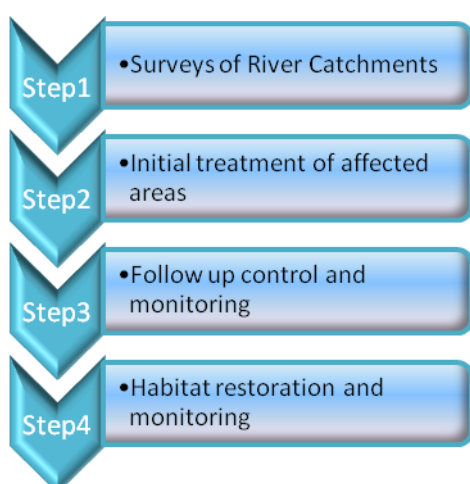 Step1
•Surveys of River Catchments
Step2
•Initial treatment of affected
areas
Step3
•Follow up control and
monitoring
Step4
•Habitat restoration and
monitoring